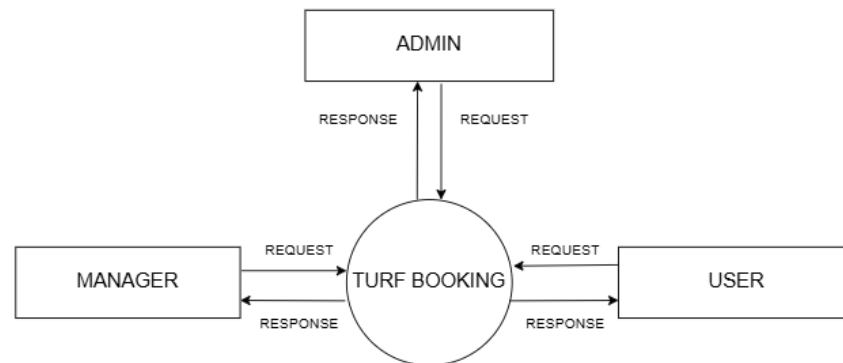 ADMIN
RESPONSE REQUEST
REQUEST REQUEST
MANAGER TURF BOOKING USER
RESPONSE RESPONSE